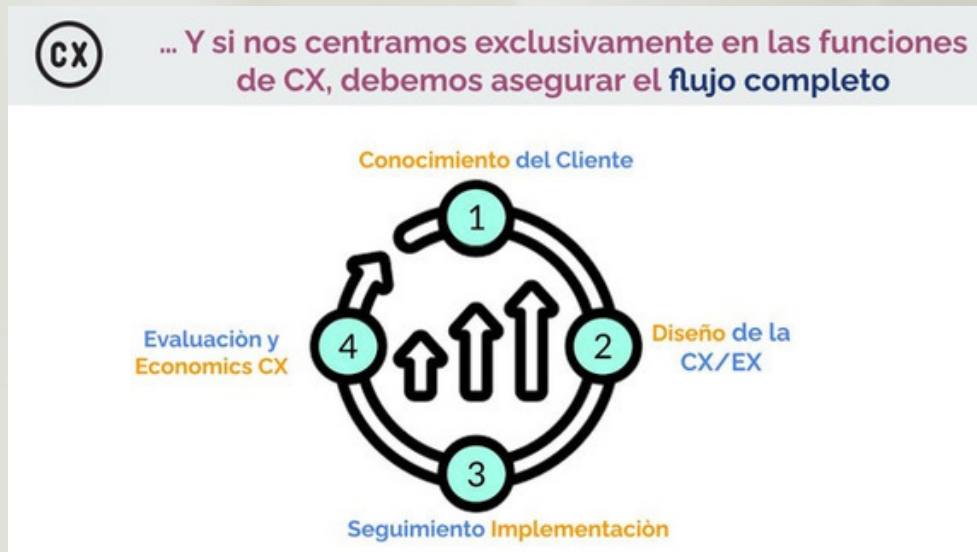 CX
... Y si nos centramos exclusivamente en las funciones
de CX, debemos asegurar el flujo completo
Conocimiento del Cliente
1
Evaluaciòn y
Economics CX
4
2
Diseño de la
CX/EX
3
Seguimiento Implementaciòn